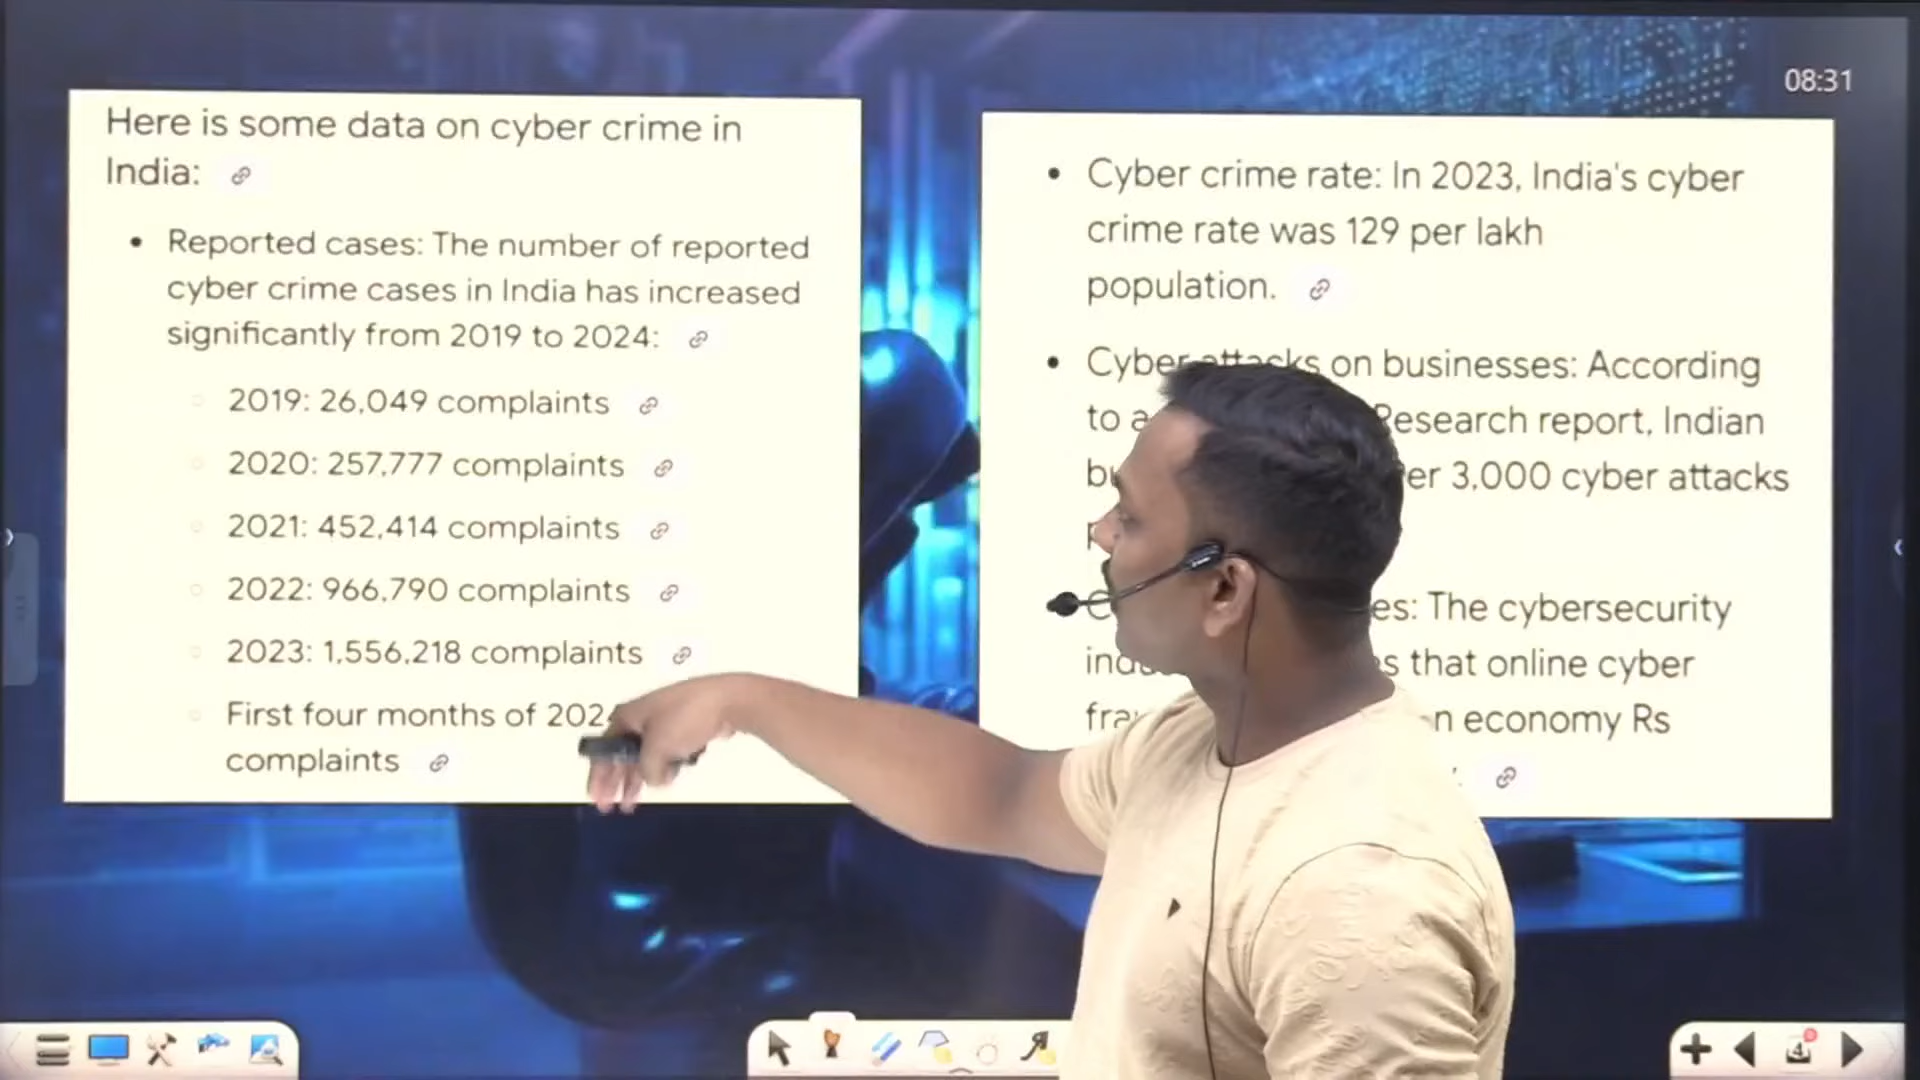 08:31
Here is some data on cyber crime in
India:
• Reported cases: The number of reported
cyber crime cases in India has increased
significantly from 2019 to 2024:
2019: 26,049 complaints
2020: 257,777 complaints
2021: 452,414 complaints
2022: 966,790 complaints
2023: 1,556,218 complaints
First four months of
complaints
• Cyber crime rate: In 2023, India's cyber
crime rate was 129 per lakh
population.
• Cyber attacks on businesses: According
to Research report, Indian
3,000 cyber attacks
The cybersecurity
that online cyber
economy Rs
4